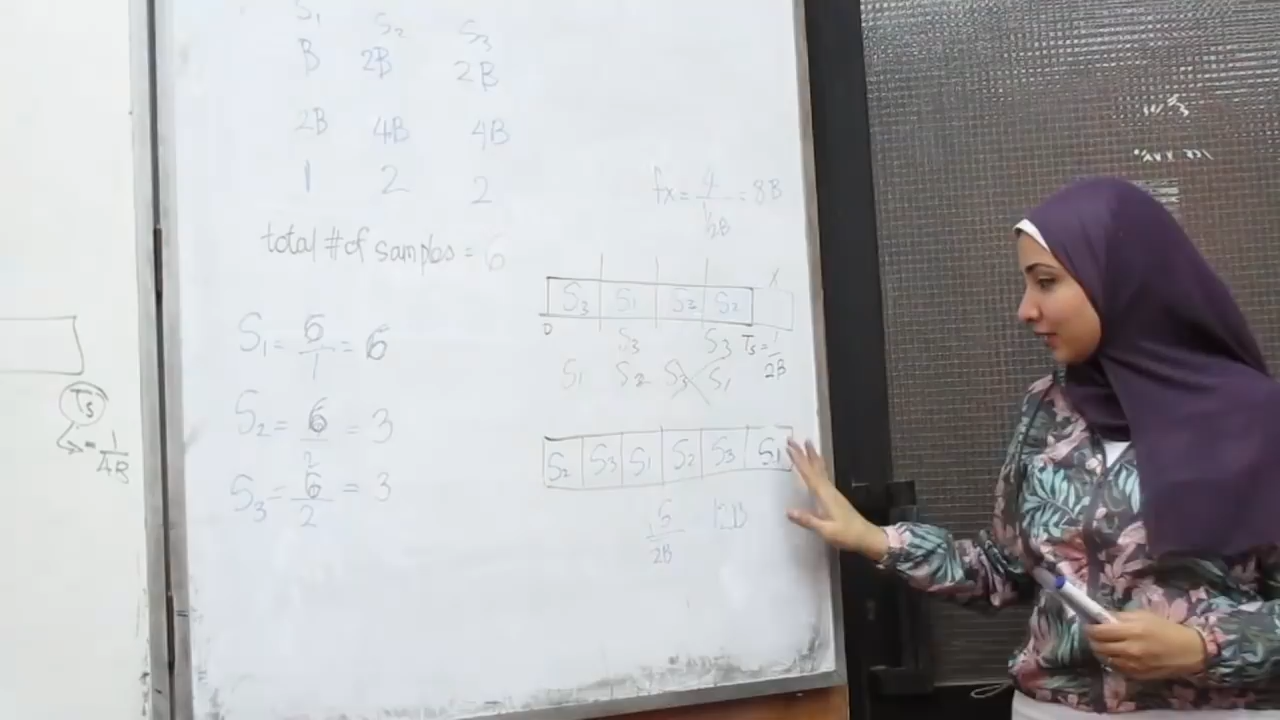 S1 S2 S3
B 2B 2B
2B 4B 4B
1 2 2
total # of samples = 6
S1 = 6/1 = 6
S2 = 6/2 = 3
S3 = 6/2 = 3
Ts
= 1/4B
fx = 4/(1/2B) = 8B
X
S3 S1 S2 S2
0 S3 S3 Ts = 1/2B
S1 S2 S3 S1
S2 S3 S1 S2 S3 S1
6/(1/2B) 12B